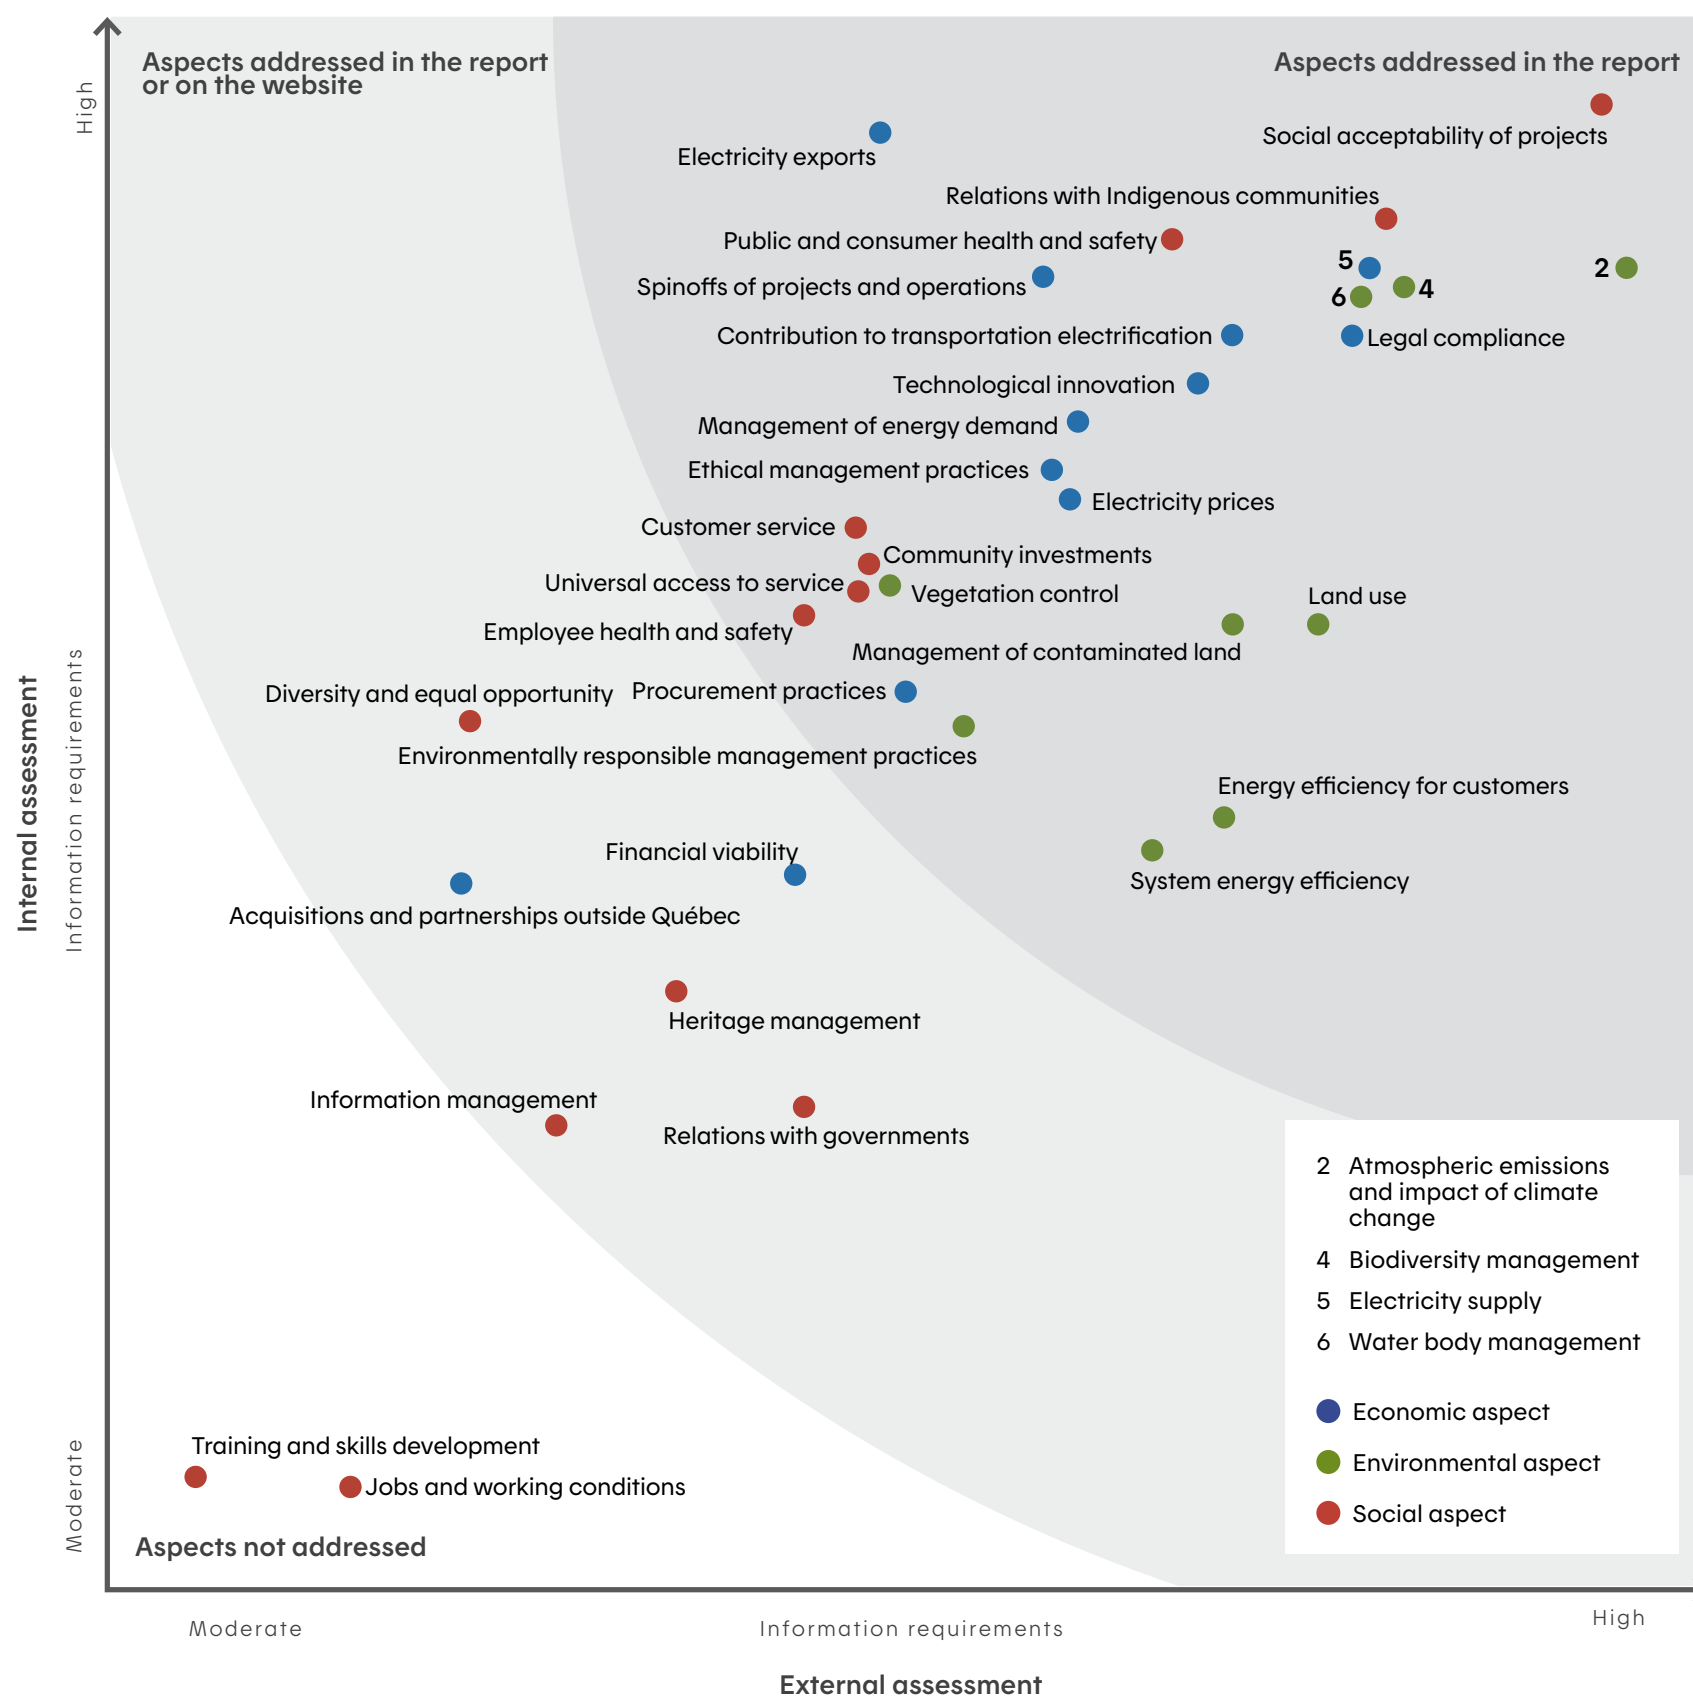 Aspects addressed in the report
or on the website
Aspects addressed in the report
High
Social acceptability of projects
Electricity exports
Relations with Indigenous communities
Public and consumer health and safety
5
2
Spinoffs of projects and operations
4
6
Contribution to transportation electrification
Legal compliance
Technological innovation
Management of energy demand
Ethical management practices
Electricity prices
Customer service
Community investments
Universal access to service
Vegetation control
Land use
Employee health and safety
Management of contaminated land
Diversity and equal opportunity
Procurement practices
Environmentally responsible management practices
Energy efficiency for customers
Financial viability
System energy efficiency
Acquisitions and partnerships outside Québec
Internal assessment
Information requirements
Heritage management
Information management
Relations with governments
2 Atmospheric emissions
and impact of climate
change
4 Biodiversity management
5 Electricity supply
6 Water body management
Economic aspect
Environmental aspect
Social aspect
Training and skills development
Jobs and working conditions
Moderate
Aspects not addressed
Moderate
Information requirements
High
External assessment